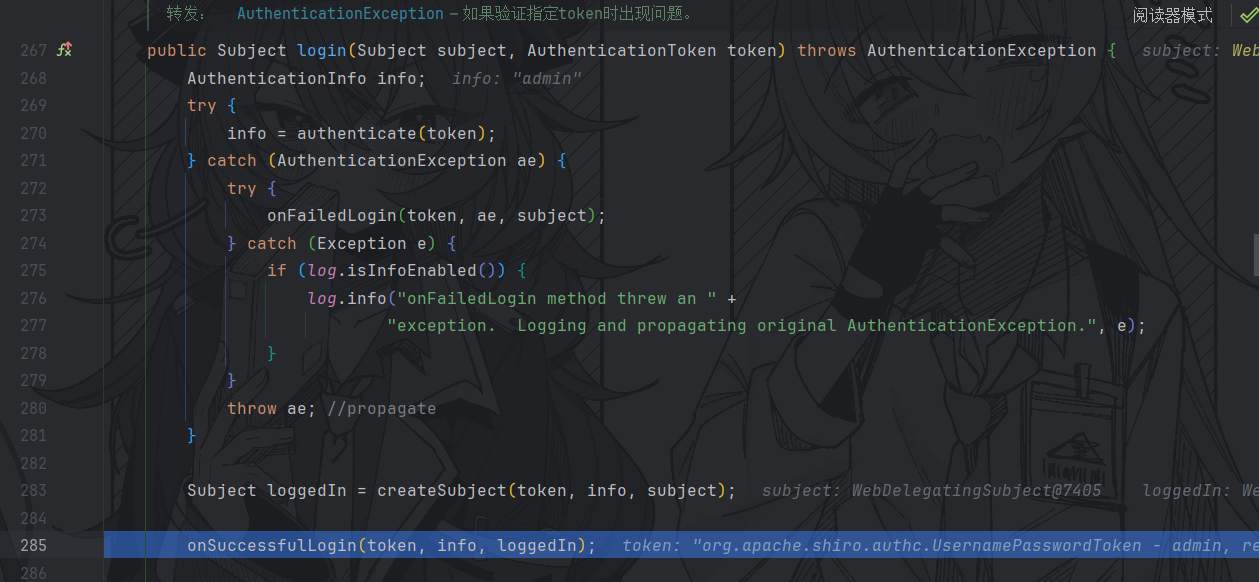 转发： AuthenticationException – 如果验证指定token时出现问题。
阅读器模式
267 public Subject login(Subject subject, AuthenticationToken token) throws AuthenticationException { subject: Web
268 AuthenticationInfo info; info: "admin"
269 try {
270 info = authenticate(token);
271 } catch (AuthenticationException ae) {
272 try {
273 onFailedLogin(token, ae, subject);
274 } catch (Exception e) {
275 if (log.isInfoEnabled()) {
276 log.info("onFailedLogin method threw an " +
277 "exception.  Logging and propagating original AuthenticationException.", e);
278 }
279 }
280 throw ae; //propagate
281 }
282
283 Subject loggedIn = createSubject(token, info, subject); subject: WebDelegatingSubject@7405 loggedIn: We
284
285 onSuccessfulLogin(token, info, loggedIn); token: "org.apache.shiro.authc.UsernamePasswordToken - admin, re
286